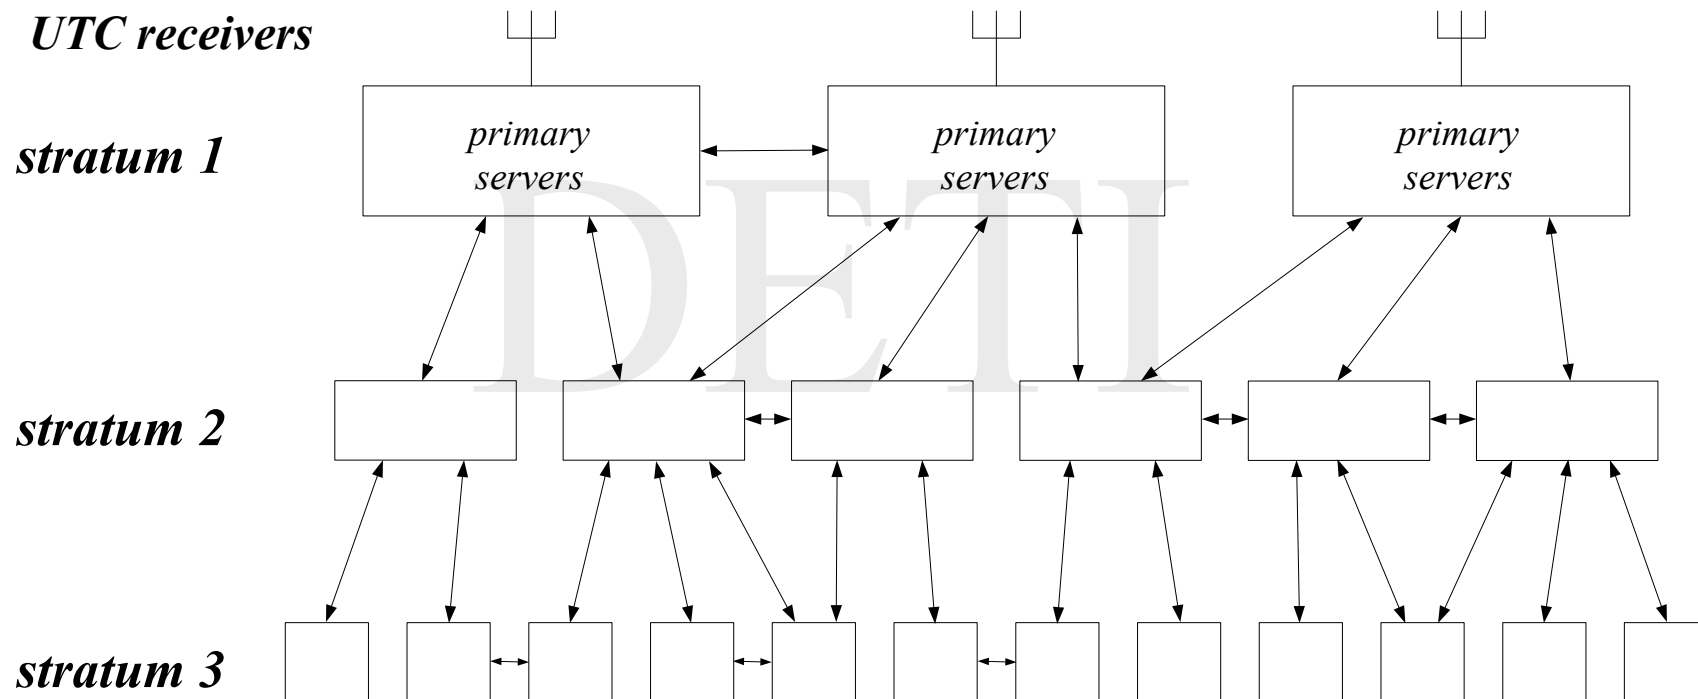 UTC receivers
stratum 1
primary
servers
primary
servers
primary
servers
DETI
stratum 2
stratum 3